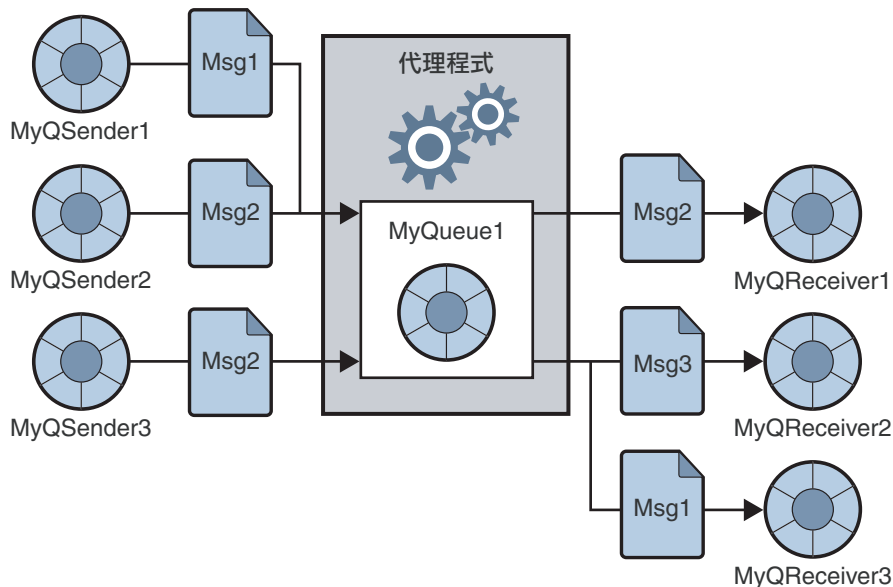 代理程式
Msg1
MyQSender1
Msg2
MyQSender2
MyQueue1
Msg2
MyQReceiver1
Msg2
MyQSender3
Msg3
MyQReceiver2
Msg1
MyQReceiver3